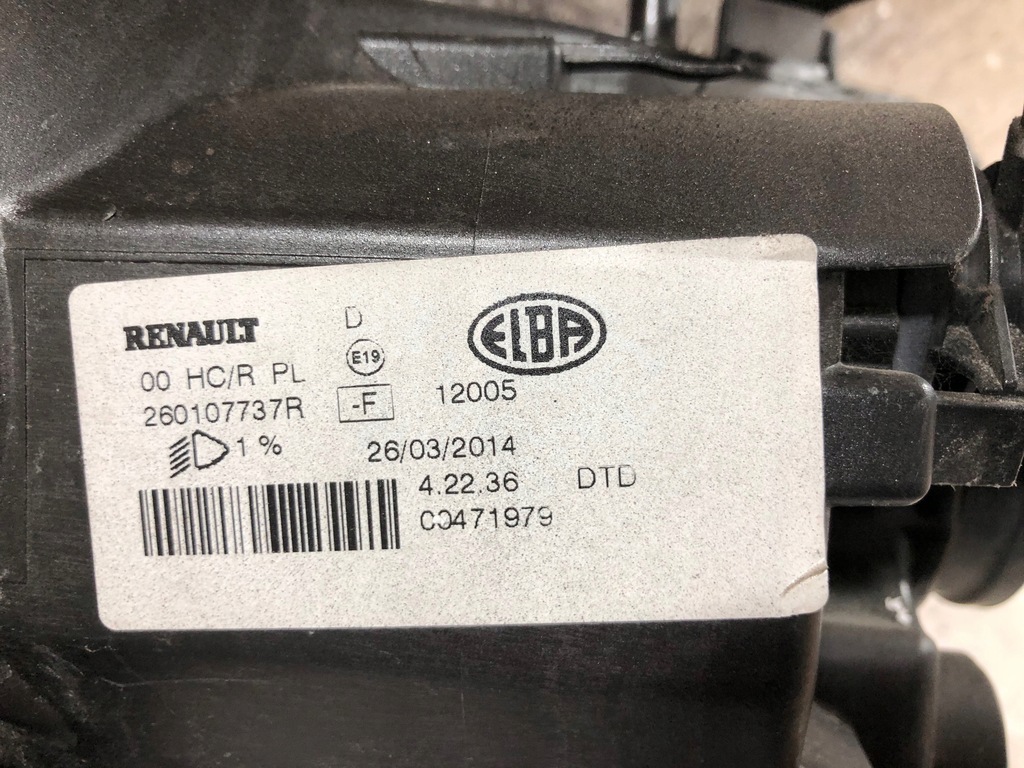 RENAULT D ELBA
00 HC/R PL E19
260107737R -F 12005
1 % 26/03/2014
4.22.36 DTD
C0471979